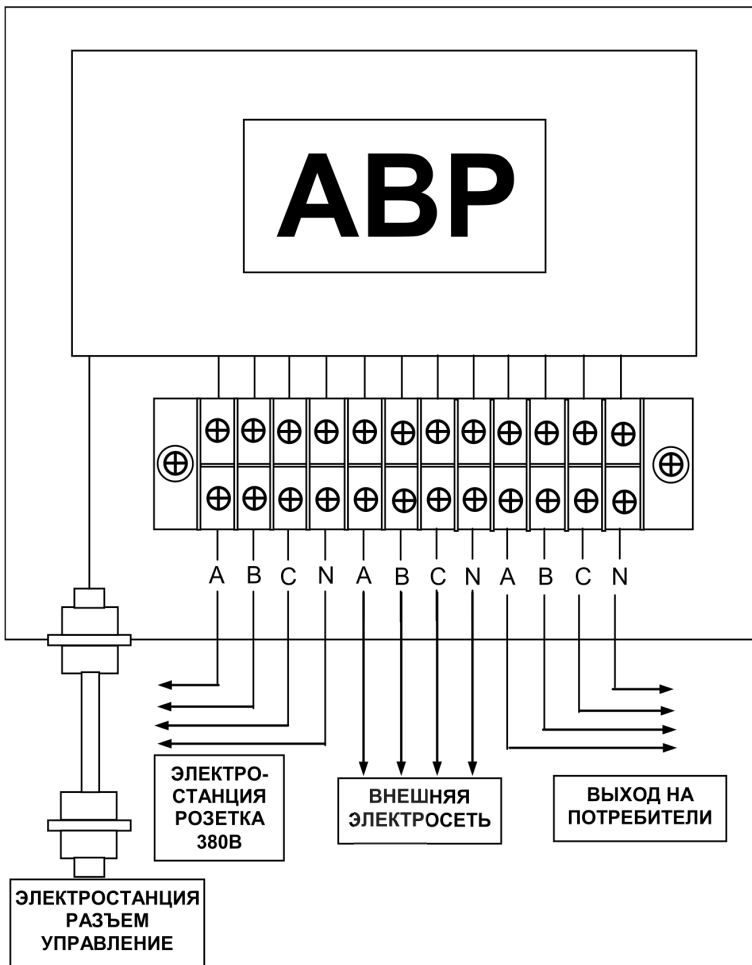 АВР
A B C N A B C N A B C N
ЭЛЕКТРО-
СТАНЦИЯ
РОЗЕТКА
380В
ВНЕШНЯЯ
ЭЛЕКТРОСЕТЬ
ВЫХОД НА
ПОТРЕБИТЕЛИ
ЭЛЕКТРОСТАНЦИЯ
РАЗЪЕМ
УПРАВЛЕНИЕ